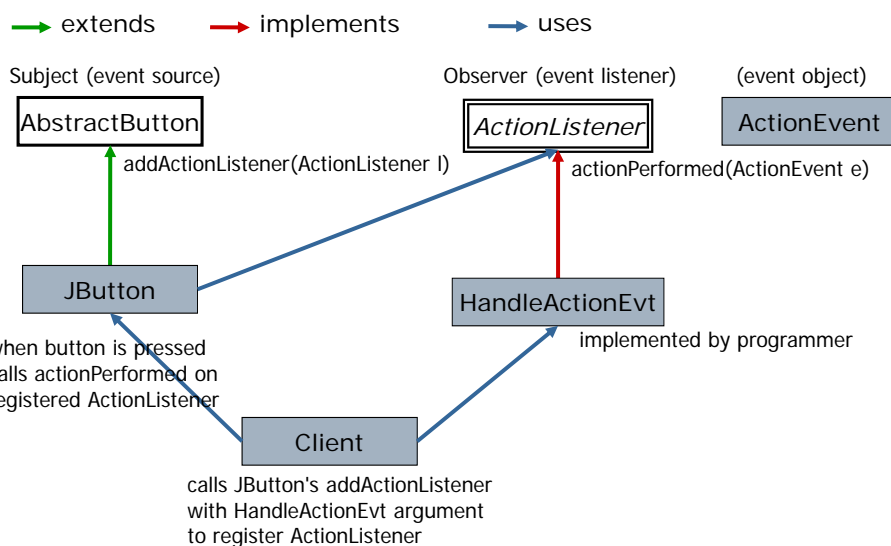 extends implements uses
Subject (event source) Observer (event listener) (event object)
AbstractButton ActionListener ActionEvent
addActionListener(ActionListener l) actionPerformed(ActionEvent e)
JButton HandleActionEvt
implemented by programmer
when button is pressed
alls actionPerformed on
egistered ActionListener
Client
calls JButton's addActionListener
with HandleActionEvt argument
to register ActionListener